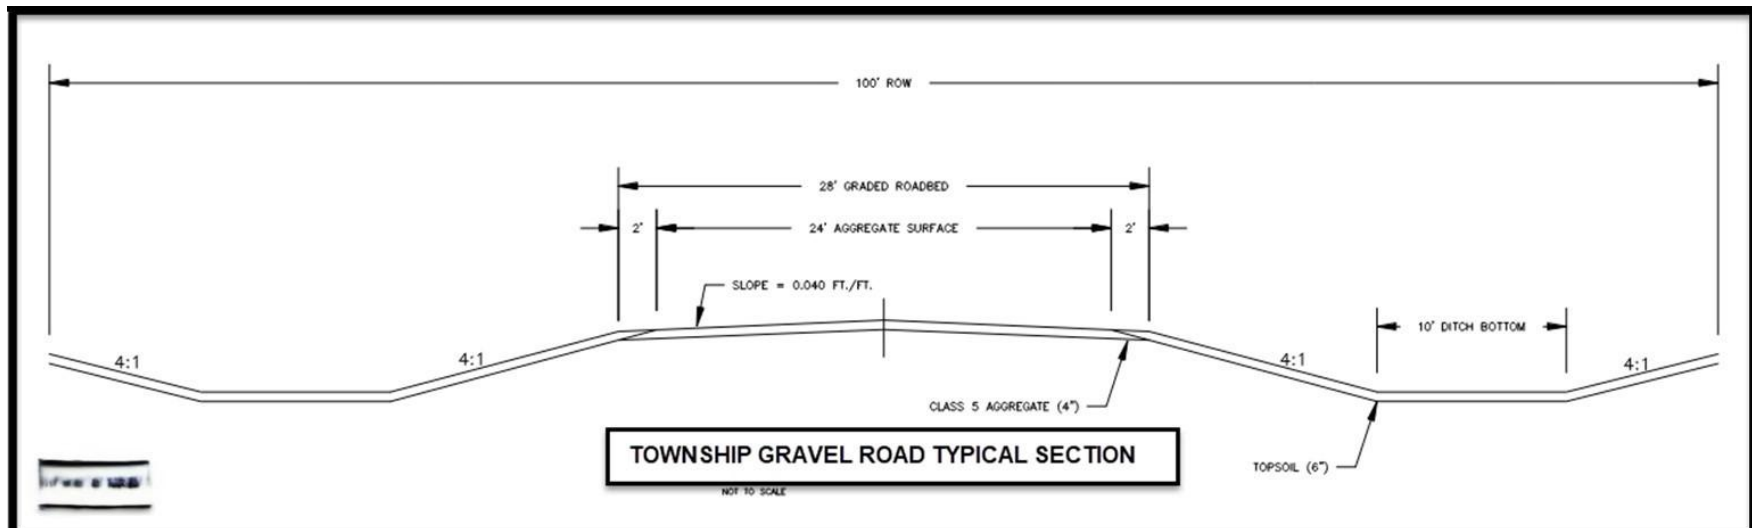 100' ROW
28' GRADED ROADBED
2'
24' AGGREGATE SURFACE
2'
SLOPE = 0.040 FT./FT.
10' DITCH BOTTOM
4:1
4:1
4:1
4:1
CLASS 5 AGGREGATE (4")
TOWNSHIP GRAVEL ROAD TYPICAL SECTION
TOPSOIL (6")
NOT TO SCALE